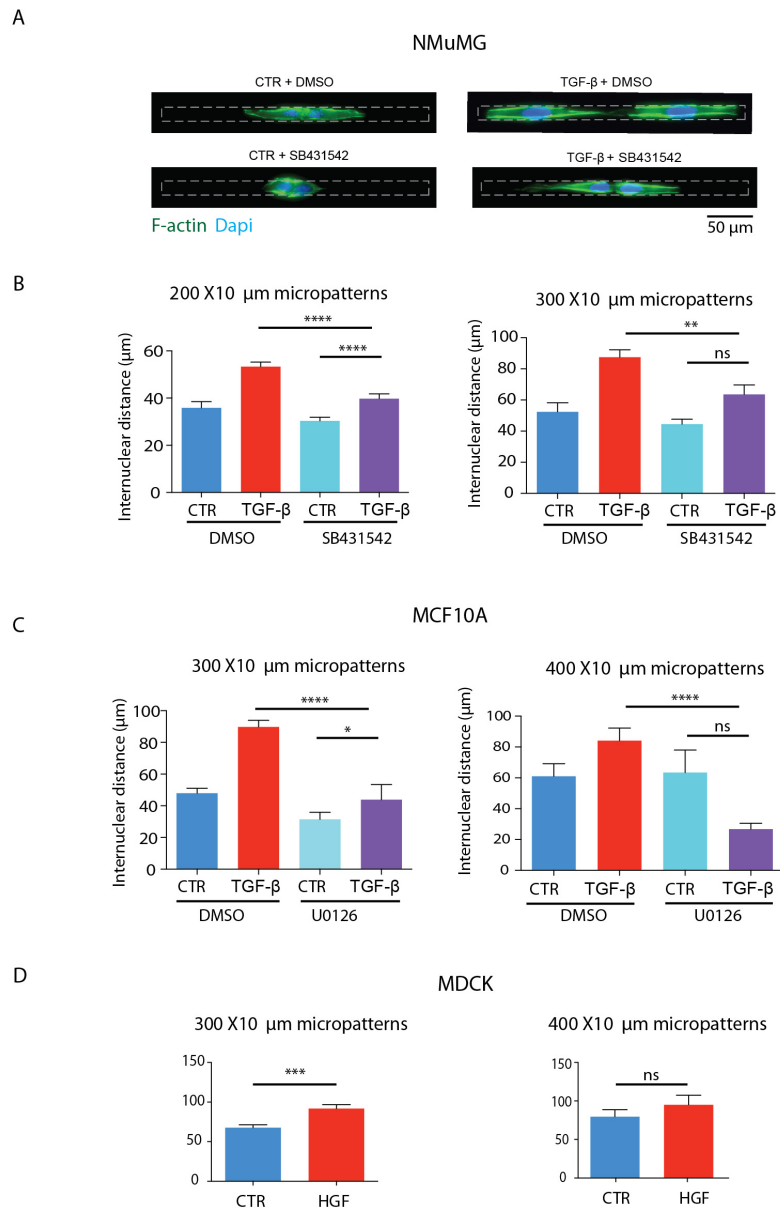 A
NMuMG
CTR + DMSO
TGF-β + DMSO
CTR + SB431542
TGF-β + SB431542
F-actin Dapi
50 µm
B
200 X10 µm micropatterns
300 X10 µm micropatterns
Internuclear distance (µm)
60
40
20
0
****
****
CTR TGF-β CTR TGF-β
DMSO SB431542
Internuclear distance (µm)
100
80
60
40
20
0
**
ns
CTR TGF-β CTR TGF-β
DMSO SB431542
C
MCF10A
300 X10 µm micropatterns
400 X10 µm micropatterns
Internuclear distance (µm)
100
80
60
40
20
0
****
*
CTR TGF-β CTR TGF-β
DMSO U0126
Internuclear distance (µm)
100
80
60
40
20
0
****
ns
CTR TGF-β CTR TGF-β
DMSO U0126
D
MDCK
300 X10 µm micropatterns
400 X10 µm micropatterns
150
100
50
0
***
CTR HGF
150
100
50
0
ns
CTR HGF